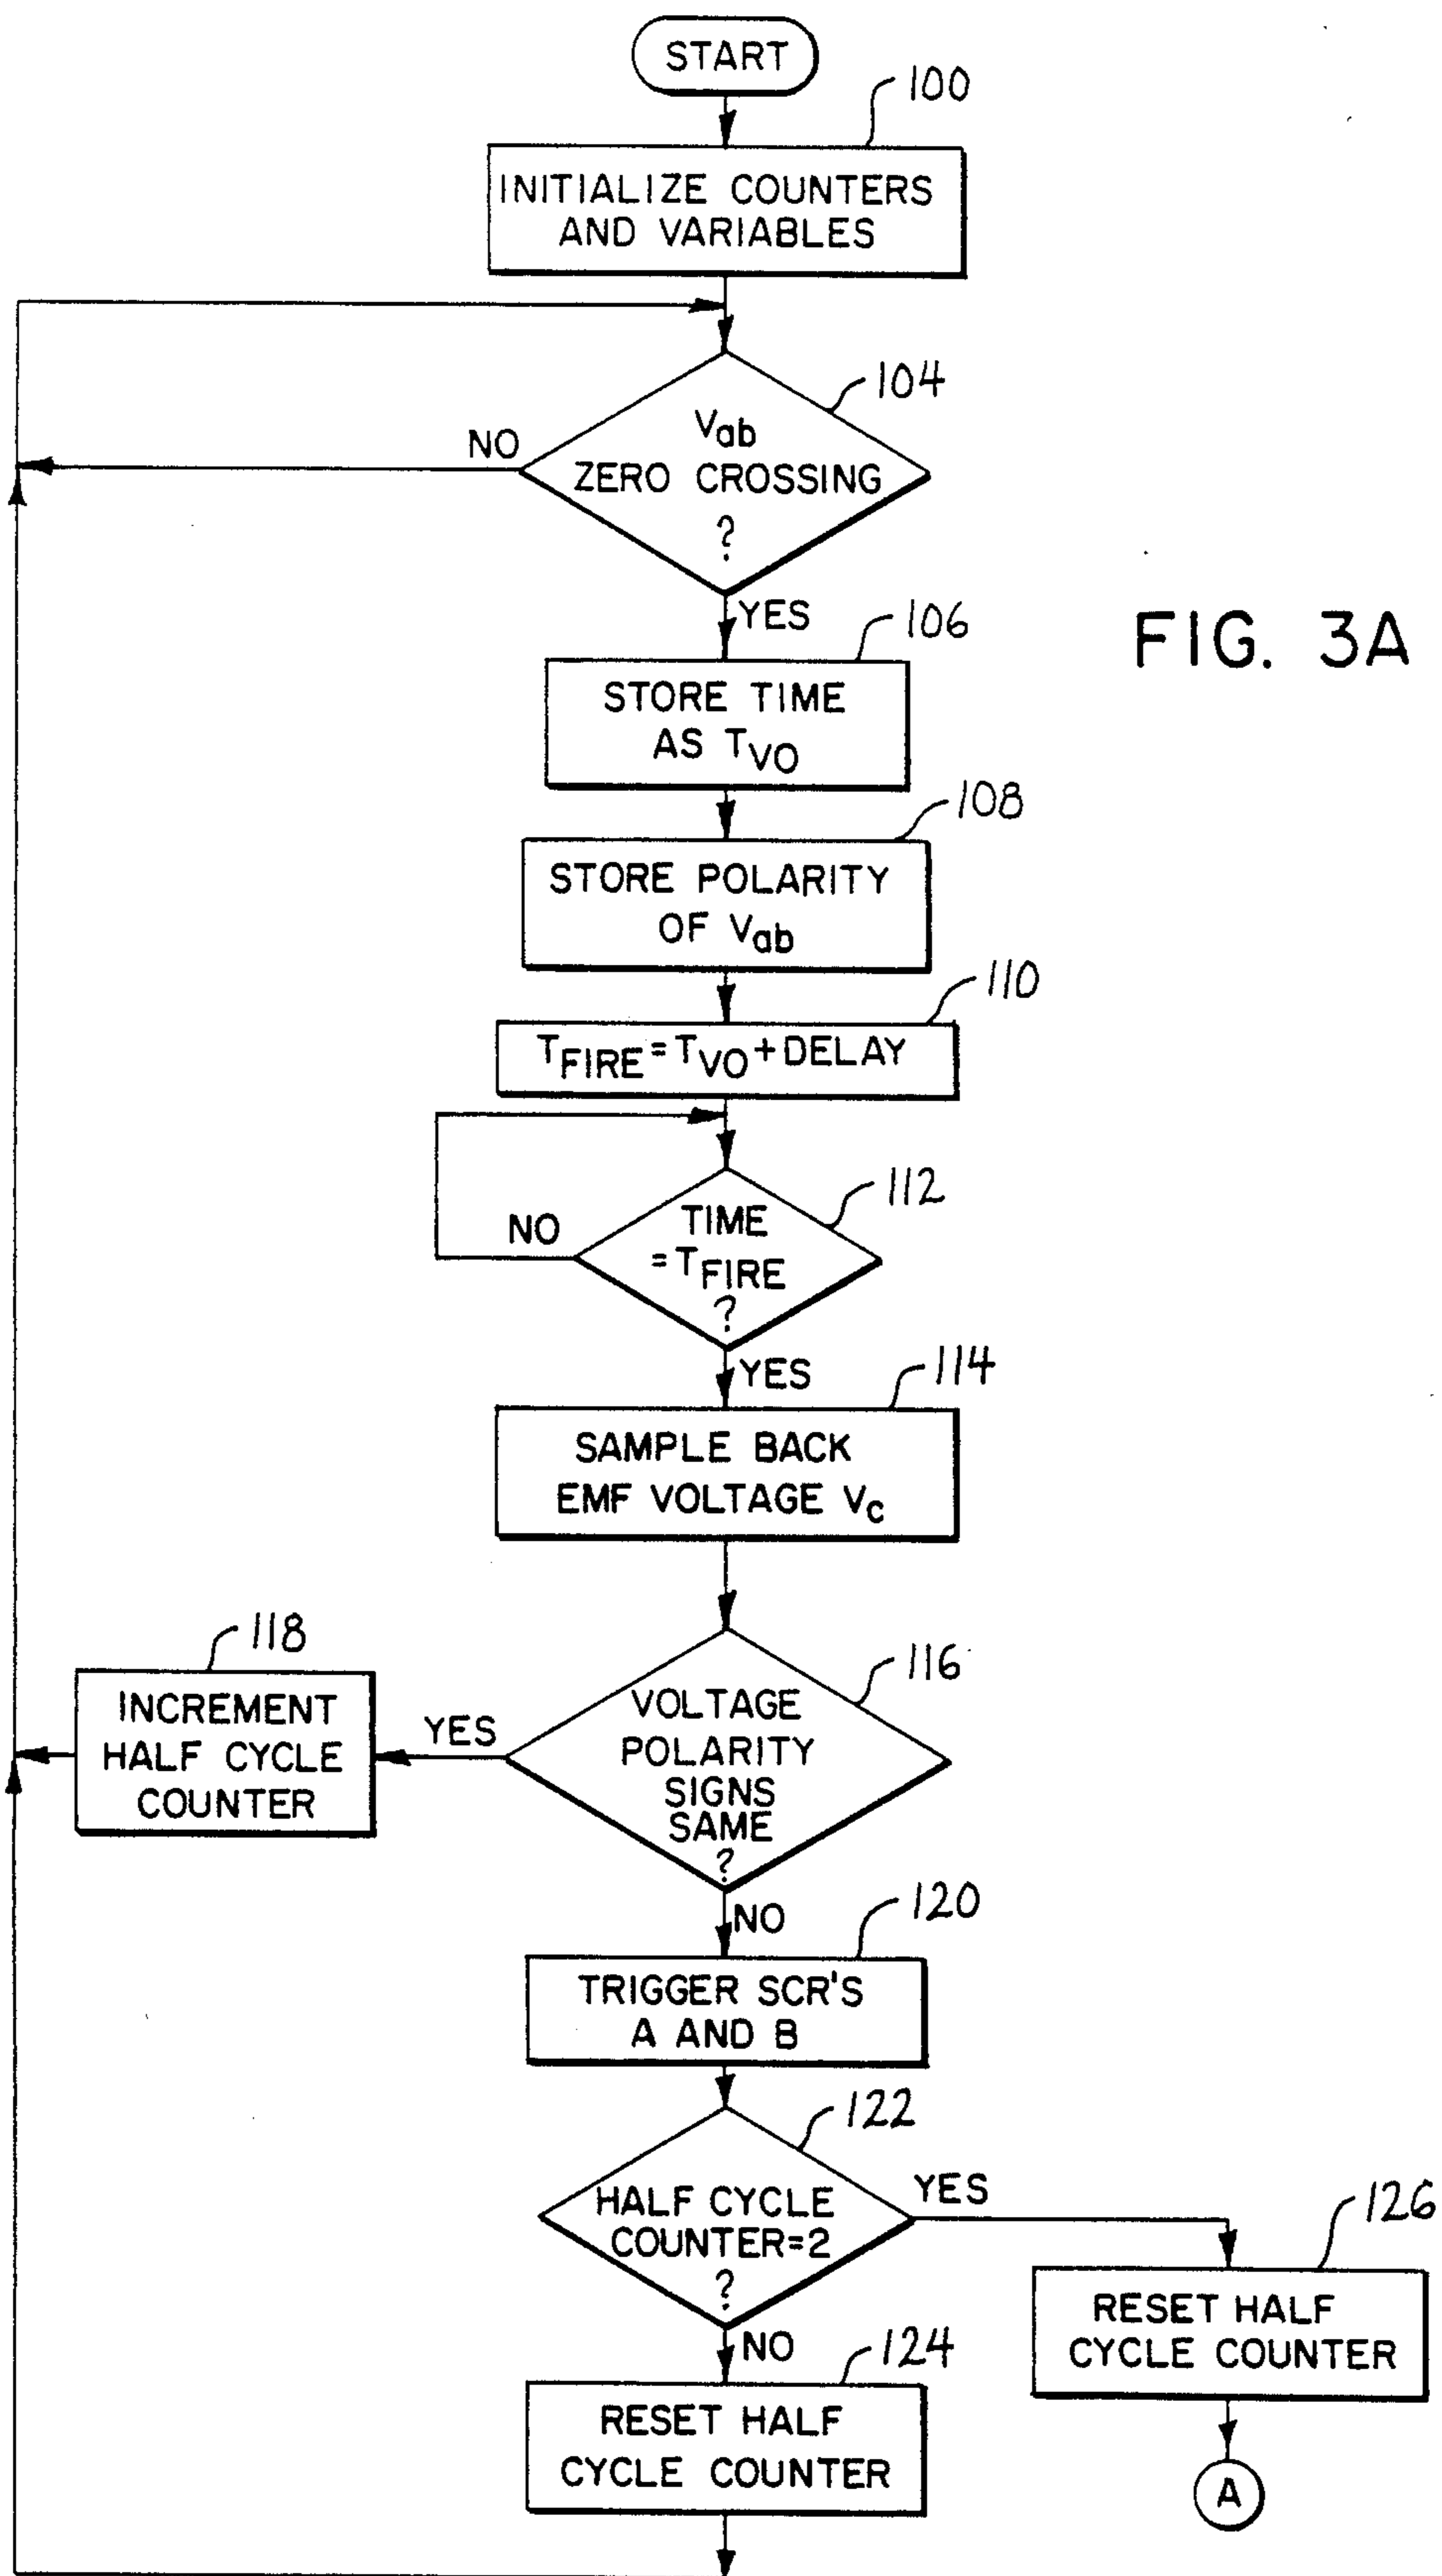 START
100
INITIALIZE COUNTERS
AND VARIABLES
104
Vab
ZERO CROSSING
?
NO
YES
FIG. 3A
106
STORE TIME
AS TVO
108
STORE POLARITY
OF Vab
110
TFIRE=TVO+DELAY
112
TIME
=TFIRE
?
NO
YES
114
SAMPLE BACK
EMF VOLTAGE Vc
116
VOLTAGE
POLARITY
SIGNS
SAME
?
YES
118
INCREMENT
HALF CYCLE
COUNTER
NO
120
TRIGGER SCR'S
A AND B
122
HALF CYCLE
COUNTER=2
?
YES
126
RESET HALF
CYCLE COUNTER
A
NO
124
RESET HALF
CYCLE COUNTER